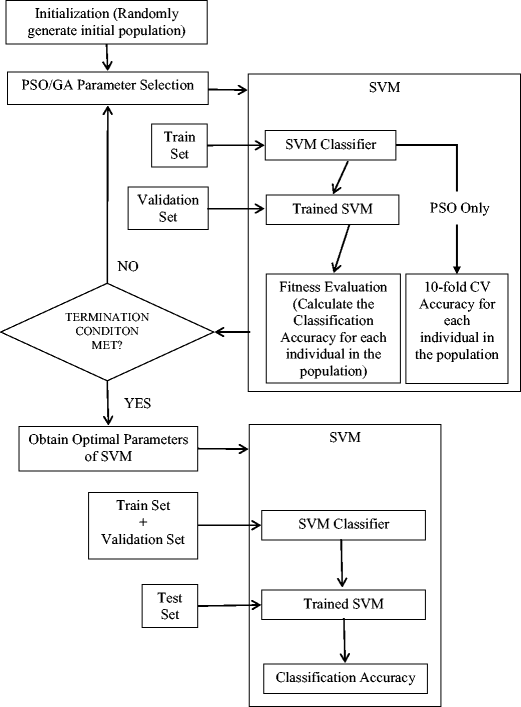 Initialization (Randomly
generate initial population)
PSO/GA Parameter Selection
SVM
Train
Set
SVM Classifier
Validation
Set
Trained SVM
PSO Only
Fitness Evaluation
(Calculate the
Classification
Accuracy for each
individual in the
population)
10-fold CV
Accuracy for
each
individual in
the population
NO
TERMINATION
CONDITON
MET?
YES
Obtain Optimal Parameters
of SVM
SVM
Train Set
+
Validation Set
SVM Classifier
Test
Set
Trained SVM
Classification Accuracy